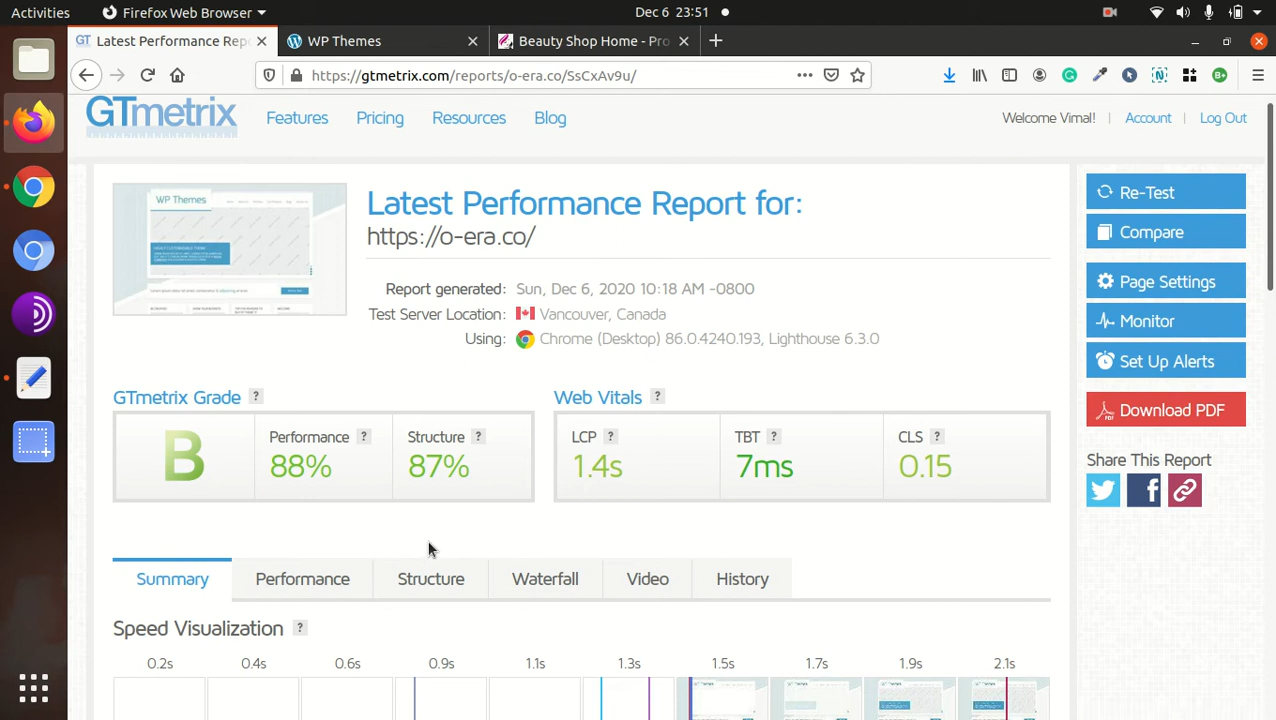 Activities
Firefox Web Browser
Dec 6 23:51
GT Latest Performance Rep
WP Themes
Beauty Shop Home - Pro
https://gtmetrix.com/reports/o-era.co/SsCxAv9u/
GTmetrix
Features
Pricing
Resources
Blog
Welcome Vimal!
Account
Log Out
WP Themes
Latest Performance Report for:
https://o-era.co/
Report generated: Sun, Dec 6, 2020 10:18 AM -0800
Test Server Location: Vancouver, Canada
Using: Chrome (Desktop) 86.0.4240.193, Lighthouse 6.3.0
Re-Test
Compare
Page Settings
Monitor
Set Up Alerts
Download PDF
Share This Report
GTmetrix Grade ?
B
Performance ?
88%
Structure ?
87%
Web Vitals ?
LCP ?
1.4s
TBT ?
7ms
CLS ?
0.15
Summary
Performance
Structure
Waterfall
Video
History
Speed Visualization ?
0.2s
0.4s
0.6s
0.9s
1.1s
1.3s
1.5s
1.7s
1.9s
2.1s